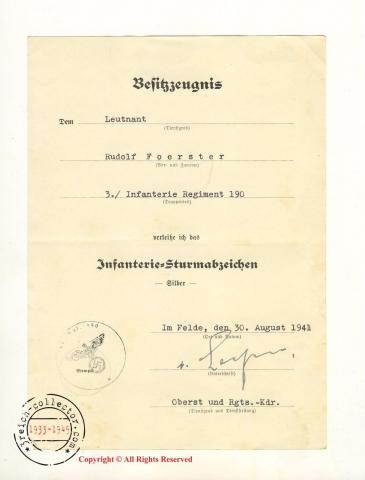 Besitzzeugnis
Dem Leutnant
(Dienstgrad)
Rudolf Foerster
(Vor- und Zuname)
3./ Infanterie Regiment 190
(Truppenteil)
verleihe ich das
Infanterie-Sturmabzeichen
— Silber —
Im Felde, den 30. August 1941
(Ort und Datum)
(Unterschrift)
Oberst und Rgts.-Kdr.
(Dienstgrad und Dienststellung)
Stempel
3reich-collector.com
1933-1945
Copyright © All Rights Reserved